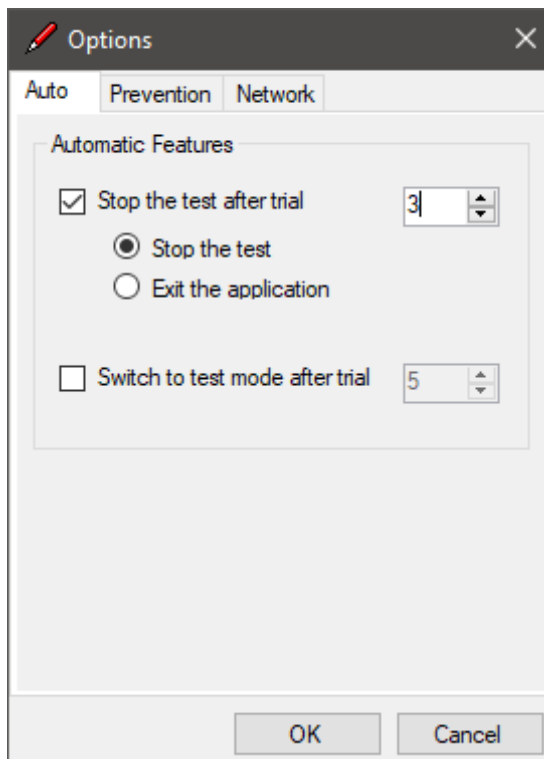 Options
Auto Prevention Network
Automatic Features
Stop the test after trial 3
Stop the test
Exit the application
Switch to test mode after trial 5
OK Cancel